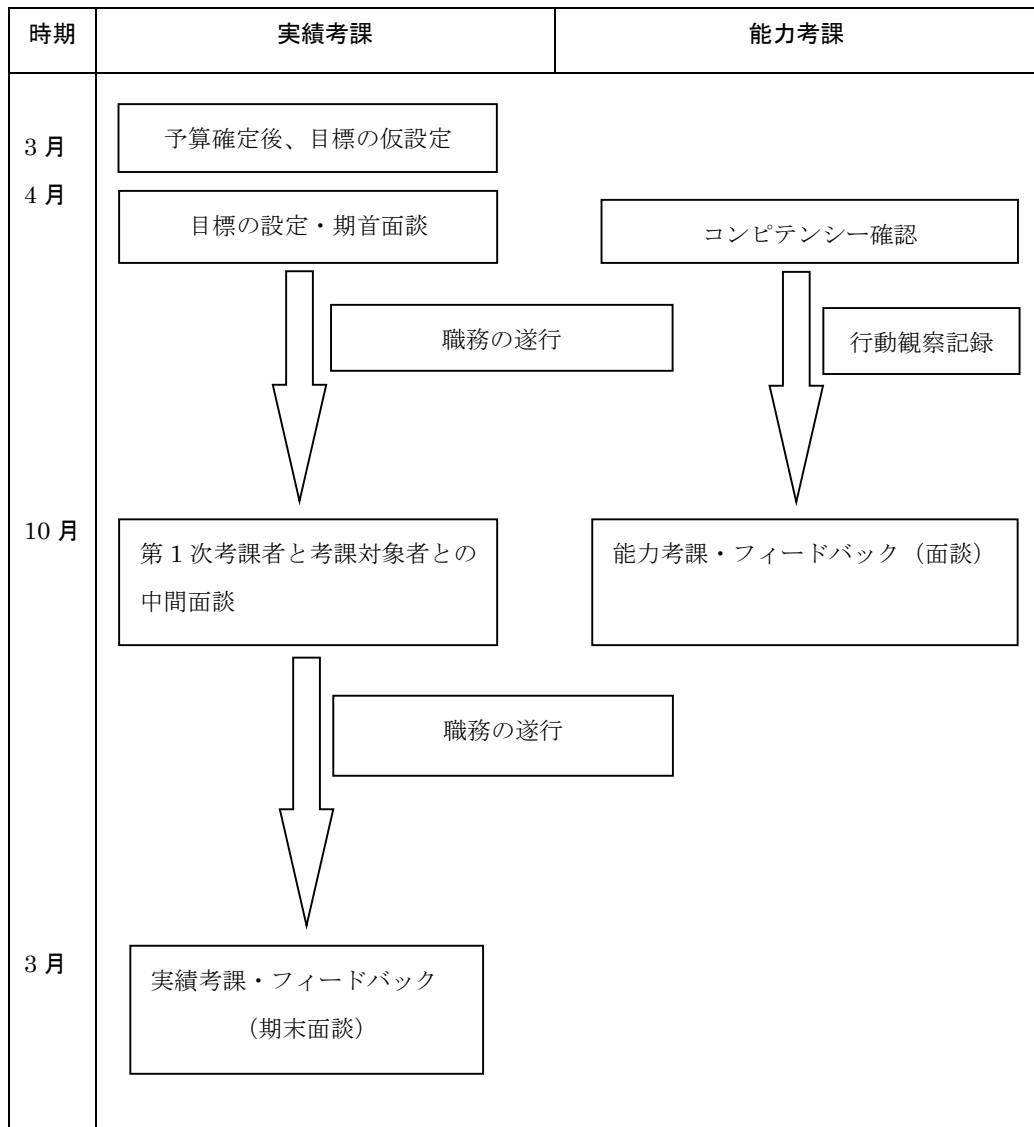 時期
実績考課
能力考課
3 月
予算確定後、目標の仮設定
4 月
目標の設定・期首面談
コンピテンシー確認
職務の遂行
行動観察記録
10 月
第 1 次考課者と考課対象者との
中間面談
能力考課・フィードバック（面談）
職務の遂行
3 月
実績考課・フィードバック
（期末面談）